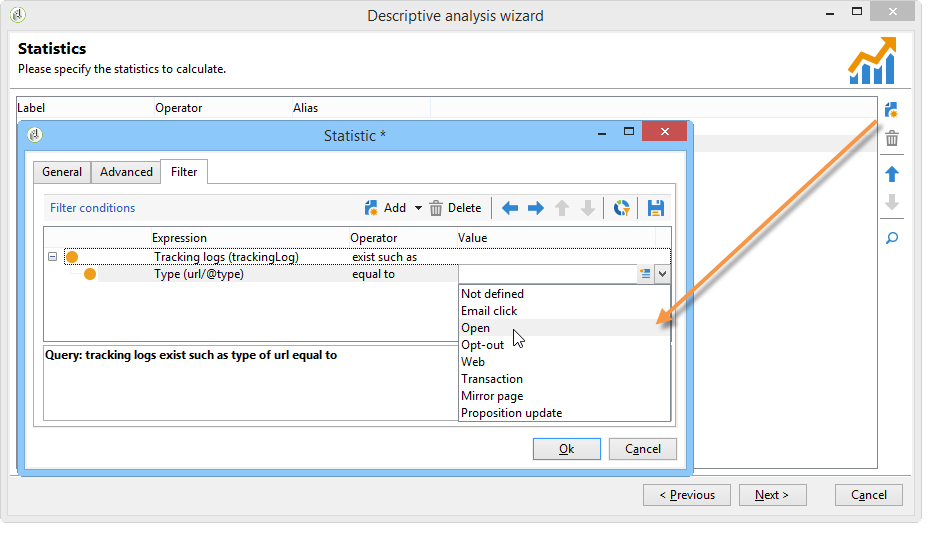 Descriptive analysis wizard
Statistics
Please specify the statistics to calculate.
Label Operator Alias
Statistic *
General Advanced Filter
Filter conditions Add Delete
Expression Operator Value
Tracking logs (trackingLog) exist such as
Type (url/@type) equal to
Not defined
Email click
Open
Opt-out
Web
Transaction
Mirror page
Proposition update
Query: tracking logs exist such as type of url equal to
Ok Cancel
< Previous Next > Cancel